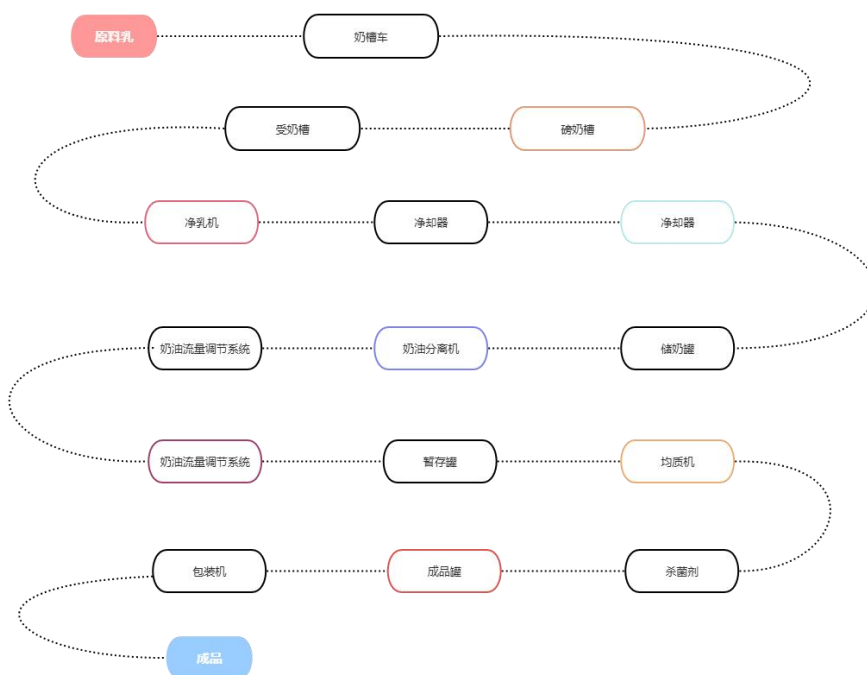 原料乳
奶槽车
磅奶槽
受奶槽
净乳机
净却器
净却器
储奶罐
奶油分离机
奶油流量调节系统
奶油流量调节系统
暂存罐
均质机
杀菌剂
成品罐
包装机
成品